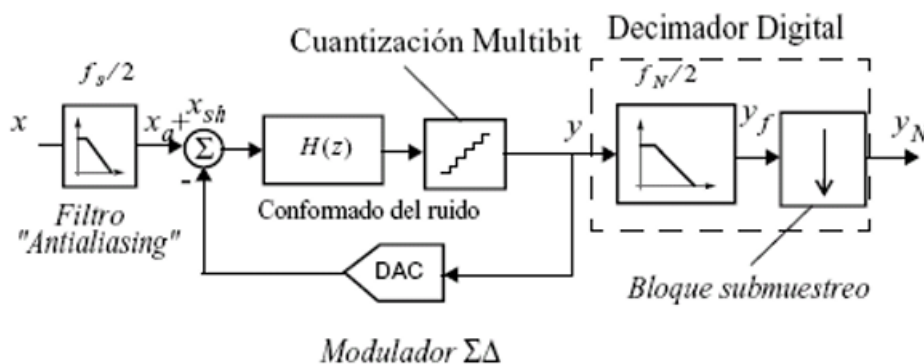 Cuantización Multibit
Decimador Digital
f_s/2
f_N/2
x
x_a
+
x_sh
Σ
-
H(z)
y
y_f
y_N
Filtro
"Antialiasing"
Conformado del ruido
DAC
Bloque submuestreo
Modulador ΣΔ